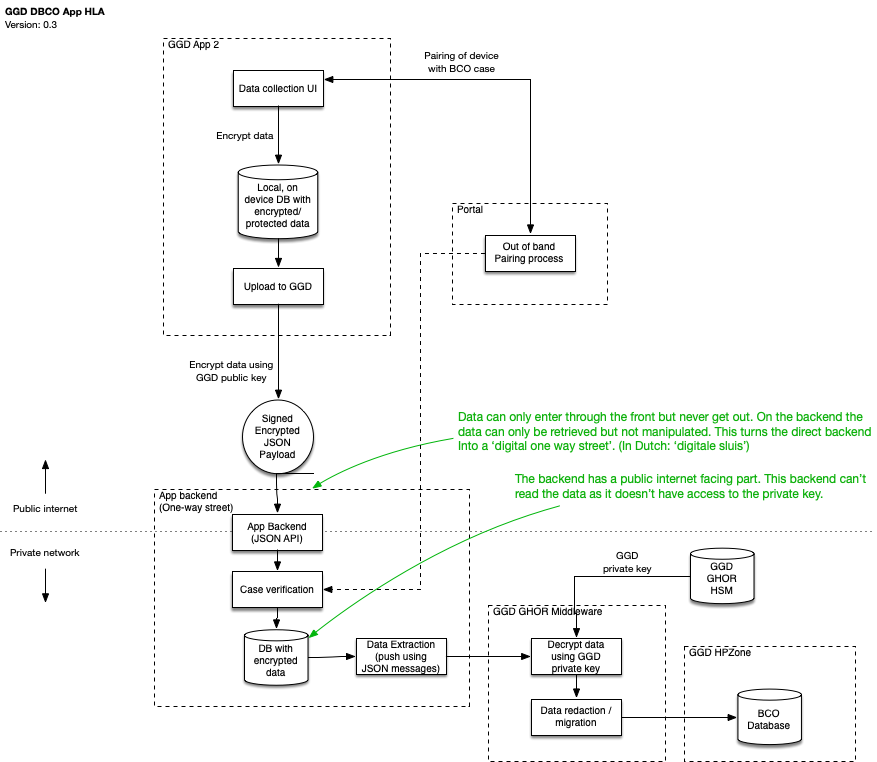 GGD DBCO App HLA
Version: 0.3
GGD App 2
Pairing of device
with BCO case
Data collection UI
Encrypt data
Local, on
device DB with
encrypted/
protected data
Portal
Out of band
Pairing process
Upload to GGD
Encrypt data using
GGD public key
Signed
Encrypted
JSON
Payload
Data can only enter through the front but never get out. On the backend the
data can only be retrieved but not manipulated. This turns the direct backend
Into a ‘digital one way street’. (In Dutch: ‘digitale sluis’)
The backend has a public internet facing part. This backend can’t
read the data as it doesn’t have access to the private key.
App backend
(One-way street)
Public internet
App Backend
(JSON API)
Private network
GGD
private key
GGD
GHOR
HSM
Case verification
GGD GHOR Middleware
DB with
encrypted
data
Data Extraction
(push using
JSON messages)
Decrypt data
using GGD
private key
GGD HPZone
Data redaction /
migration
BCO
Database